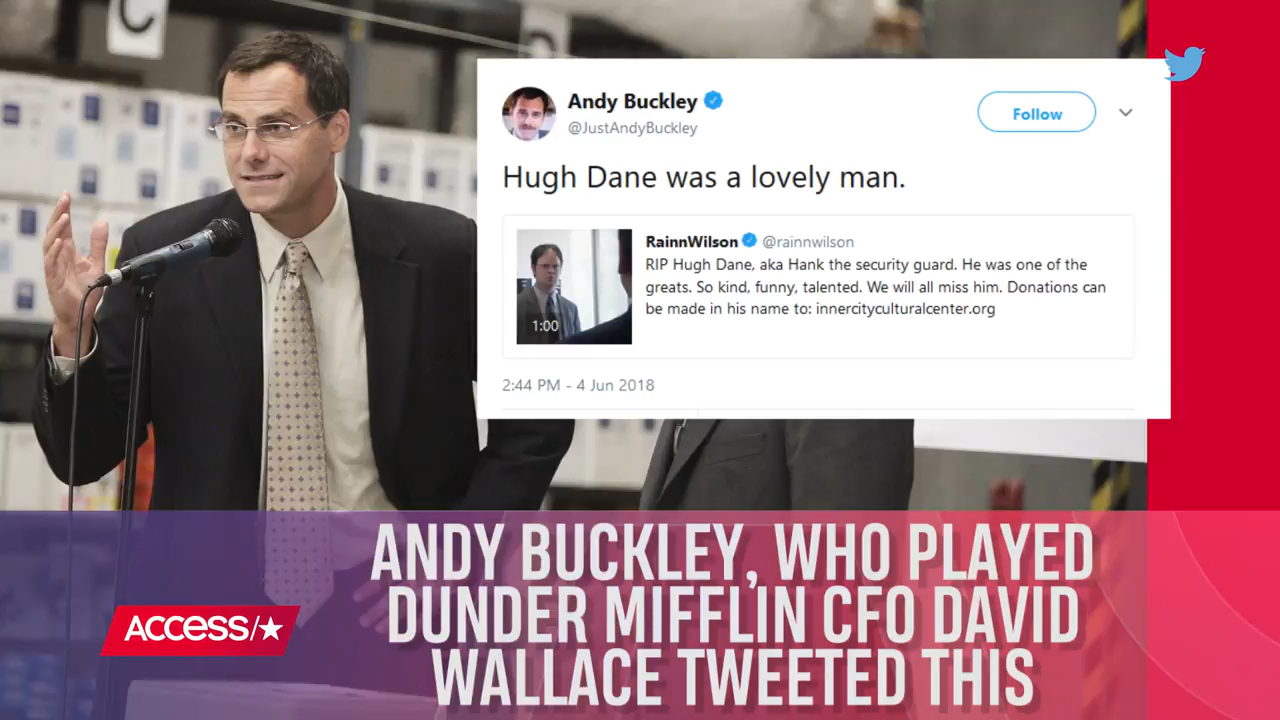 C
Andy Buckley
@JustAndyBuckley
Follow
Hugh Dane was a lovely man.
RainnWilson @rainnwilson
RIP Hugh Dane, aka Hank the security guard. He was one of the
greats. So kind, funny, talented. We will all miss him. Donations can
be made in his name to: innercityculturalcenter.org
1:00
2:44 PM - 4 Jun 2018
ANDY BUCKLEY, WHO PLAYED
DUNDER MIFFLIN CFO DAVID
WALLACE TWEETED THIS
ACCESS/